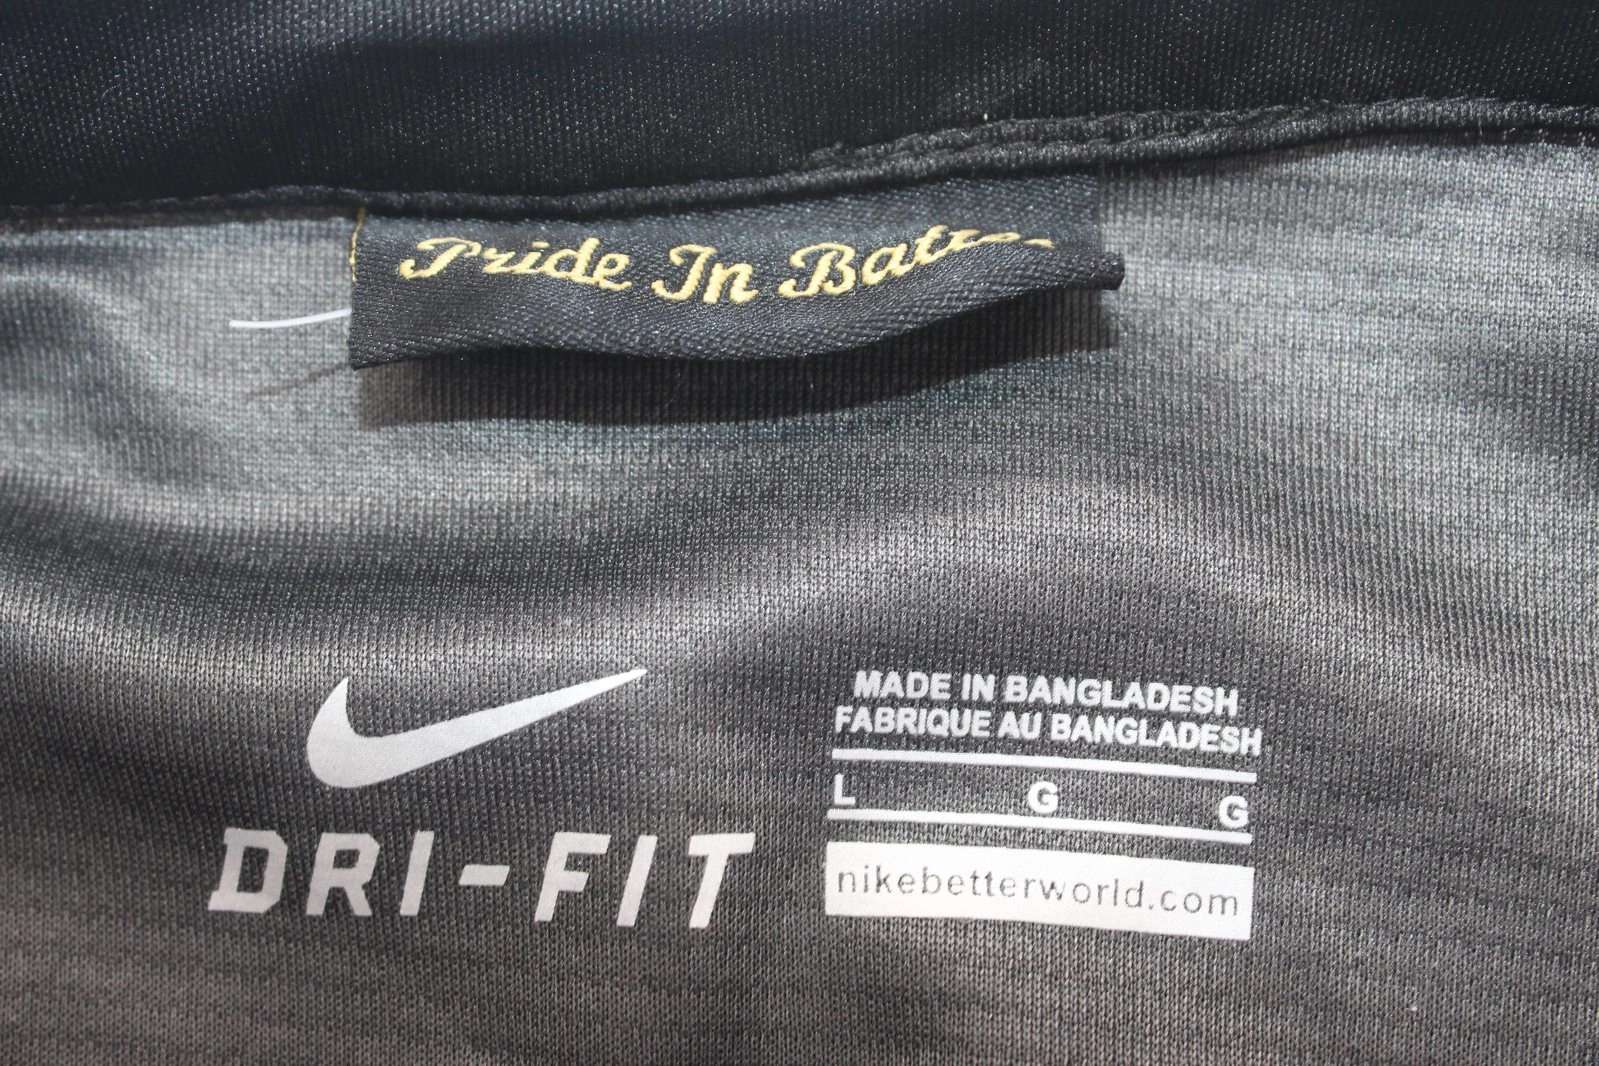 Pride In
MADE IN BANGLADESH
FABRIQUE AU BANGLADESH
L G G
nikebetterworld.com
DRI-FIT